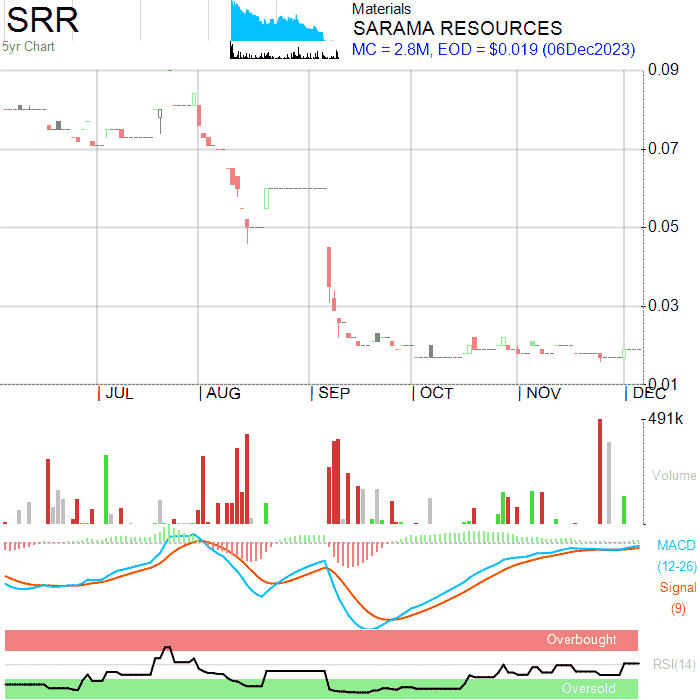 SRR
5yr Chart
Materials
SARAMA RESOURCES
MC = 2.8M, EOD = $0.019 (06Dec2023)
0.09
0.07
0.05
0.03
0.01
JUL
AUG
SEP
OCT
NOV
DEC
491k
Volume
MACD
(12-26)
Signal
(9)
Overbought
RSI(14)
Oversold